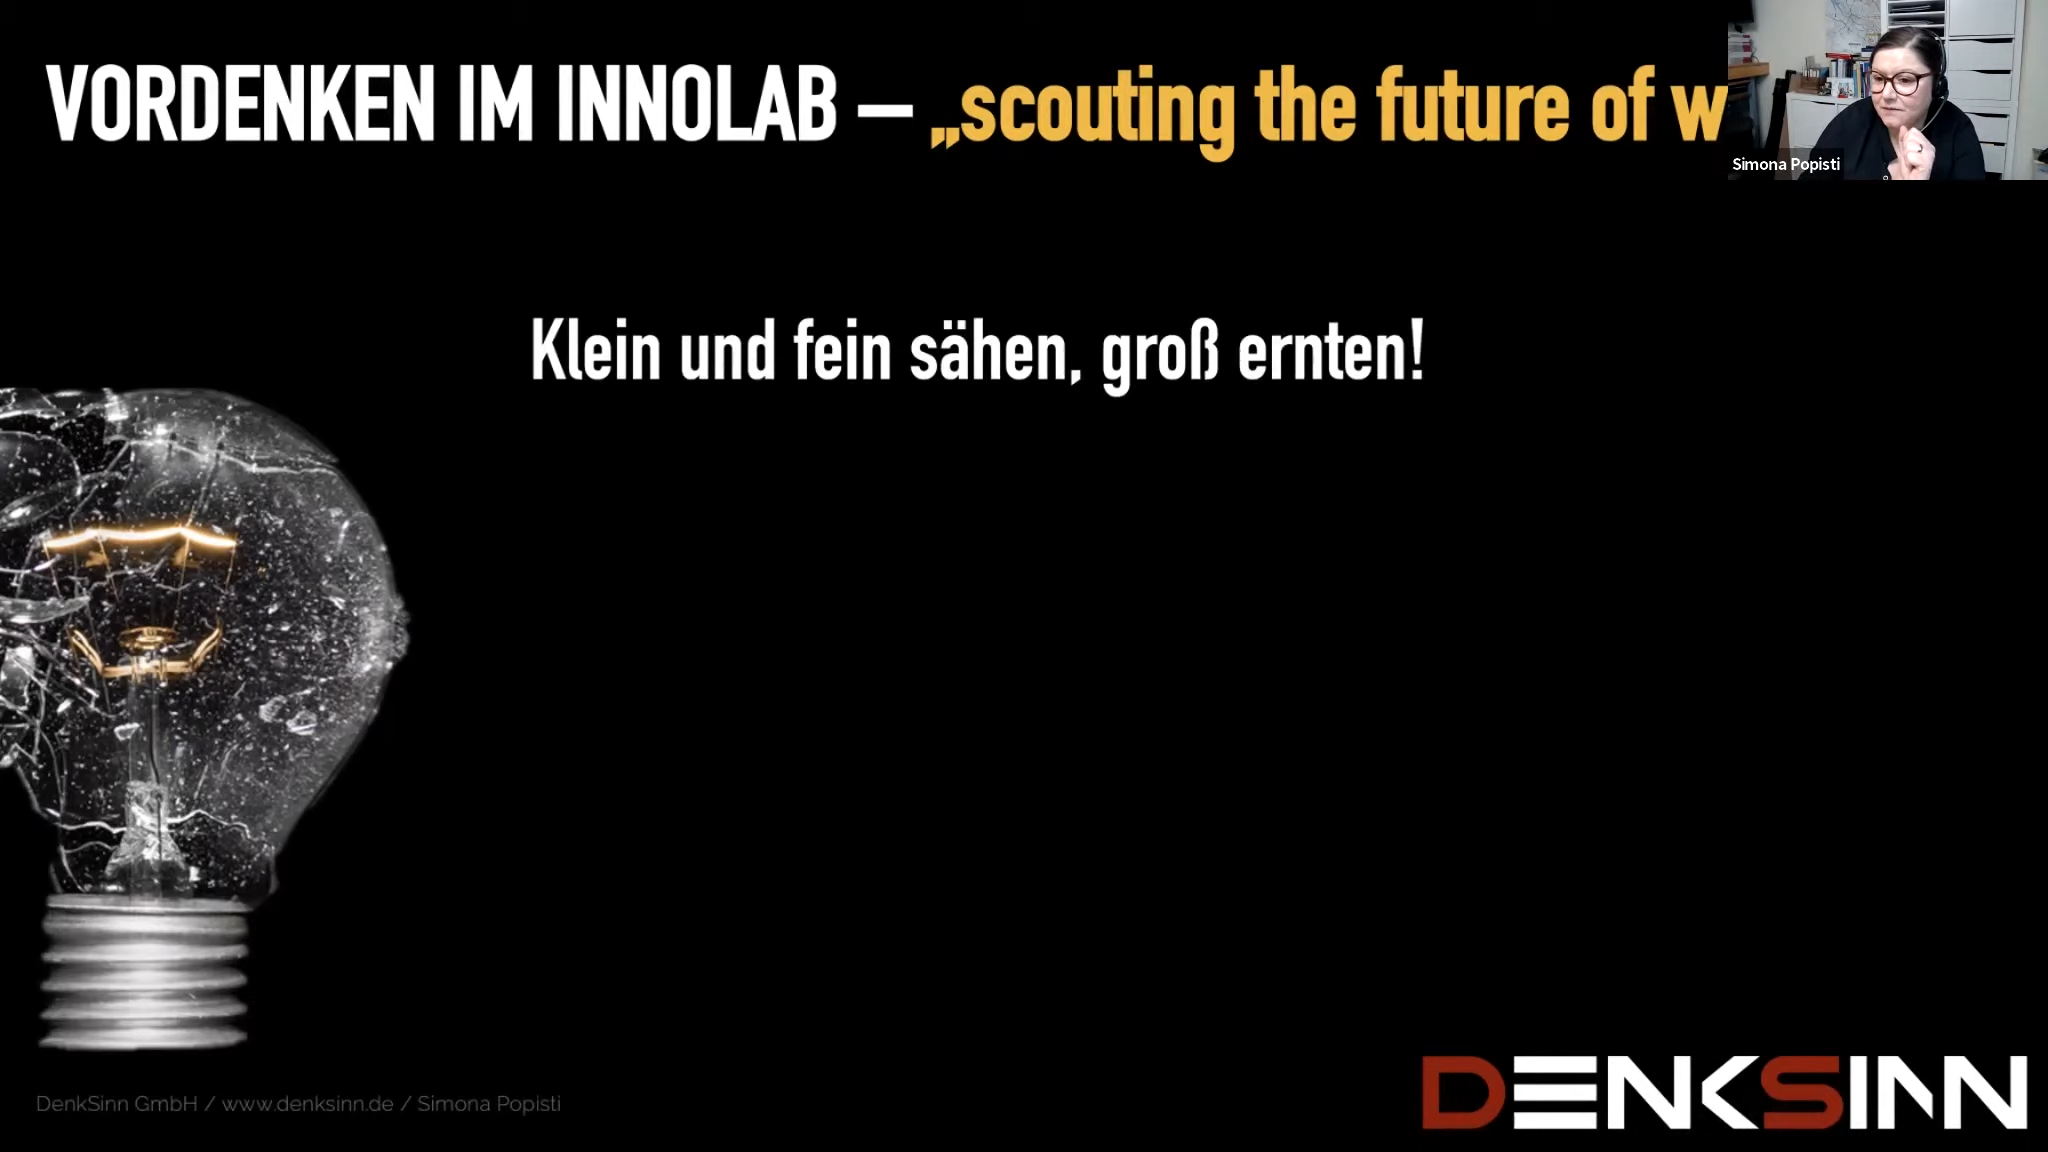 VORDENKEN IM INNOLAB – „scouting the future of w
Simona Popisti
Klein und fein sähen, groß ernten!
DenkSinn GmbH / www.denksinn.de / Simona Popisti
DENKSINN